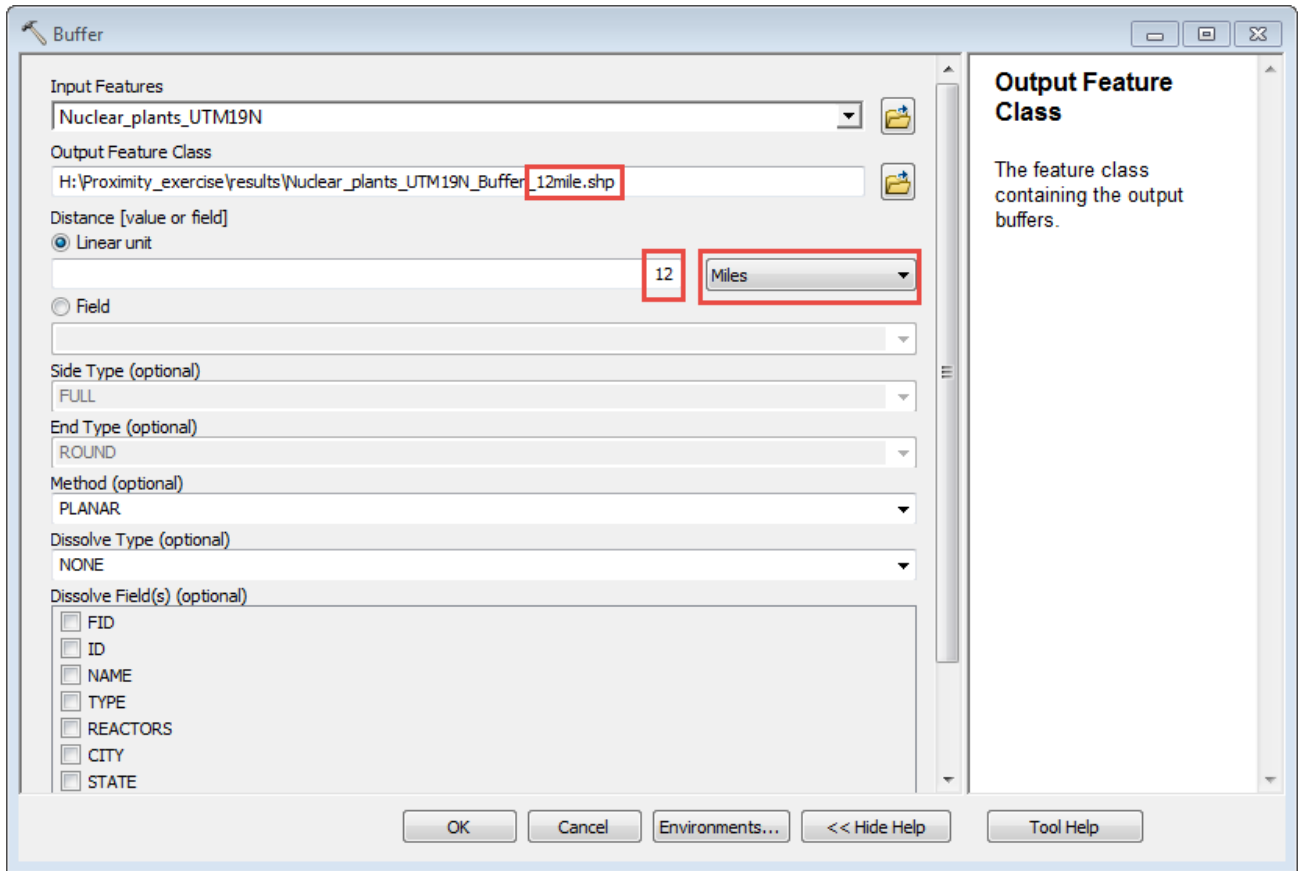 Buffer
Input Features
Nuclear_plants_UTM19N
Output Feature Class
H:\Proximity_exercise\results\Nuclear_plants_UTM19N_Buffer_12mile.shp
Distance [value or field]
Linear unit
12 Miles
Field
Side Type (optional)
FULL
End Type (optional)
ROUND
Method (optional)
PLANAR
Dissolve Type (optional)
NONE
Dissolve Field(s) (optional)
FID
ID
NAME
TYPE
REACTORS
CITY
STATE
Output Feature
Class
The feature class
containing the output
buffers.
OK Cancel Environments... << Hide Help Tool Help